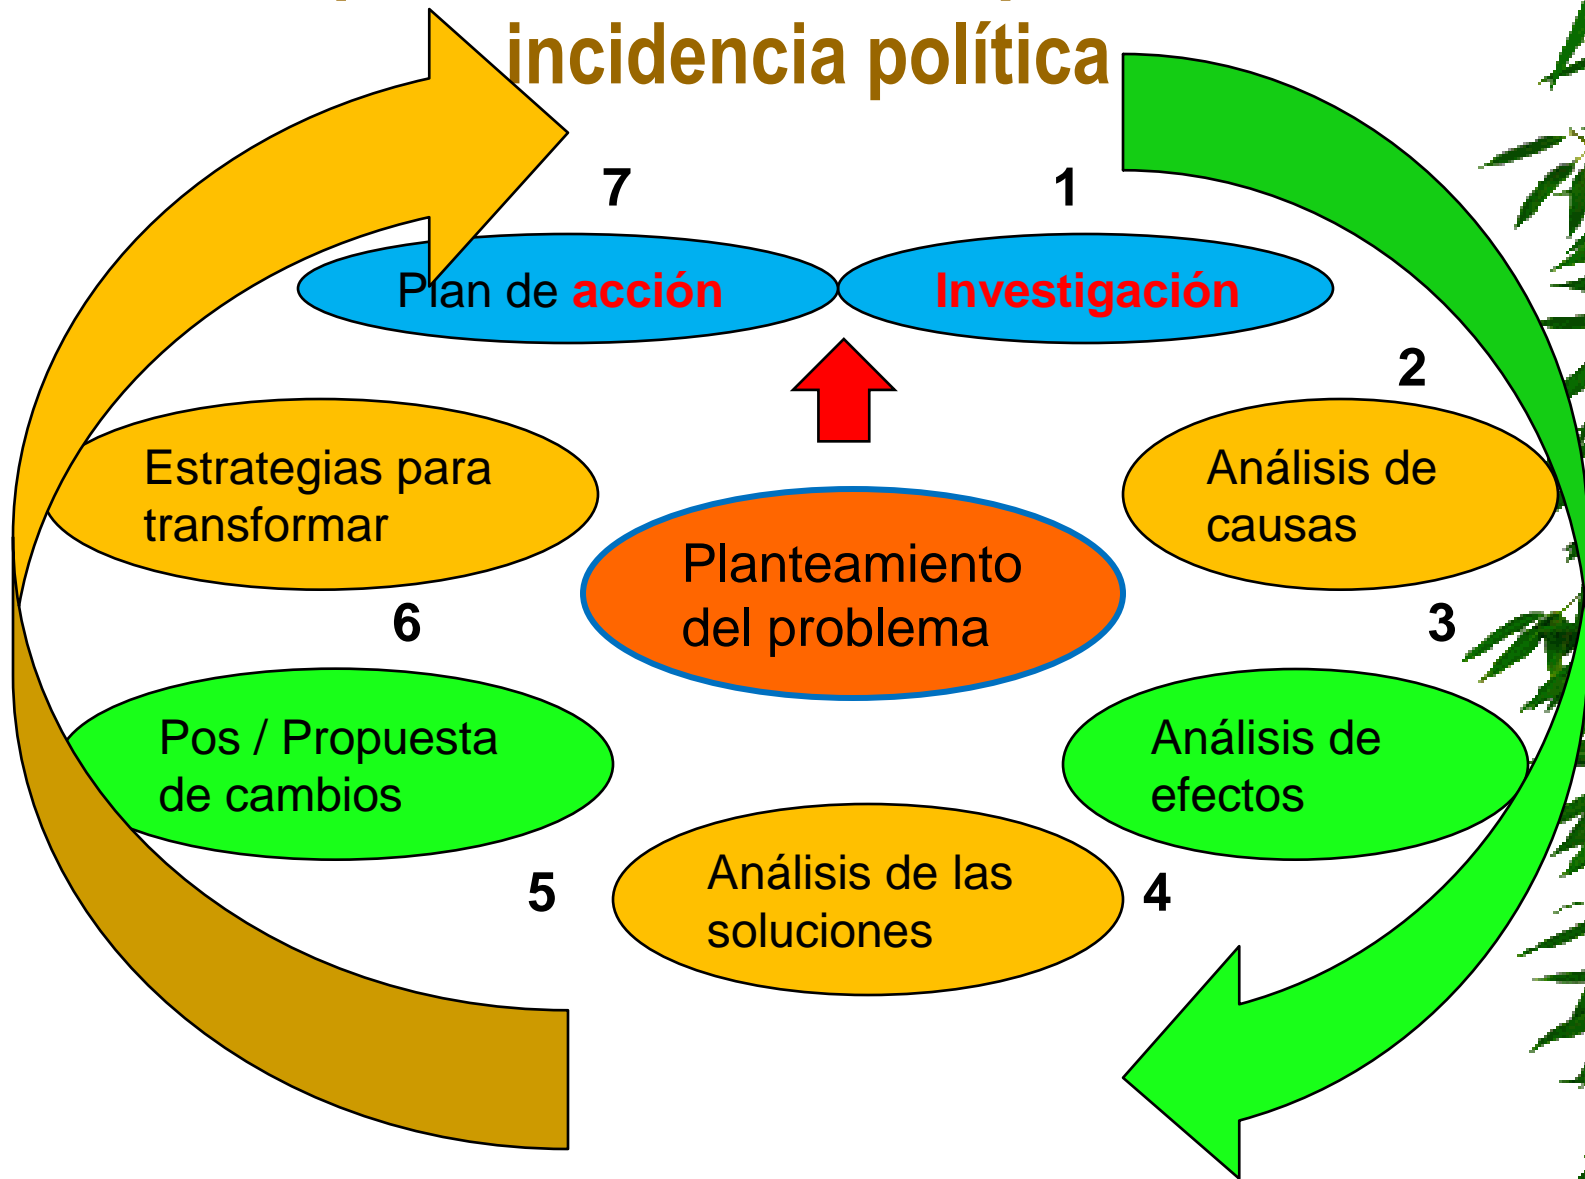 incidencia política
7
1
Plan de acción
Investigación
2
Estrategias para
transformar
Análisis de
causas
Planteamiento
del problema
6
3
Pos / Propuesta
de cambios
Análisis de
efectos
5
Análisis de las
soluciones
4